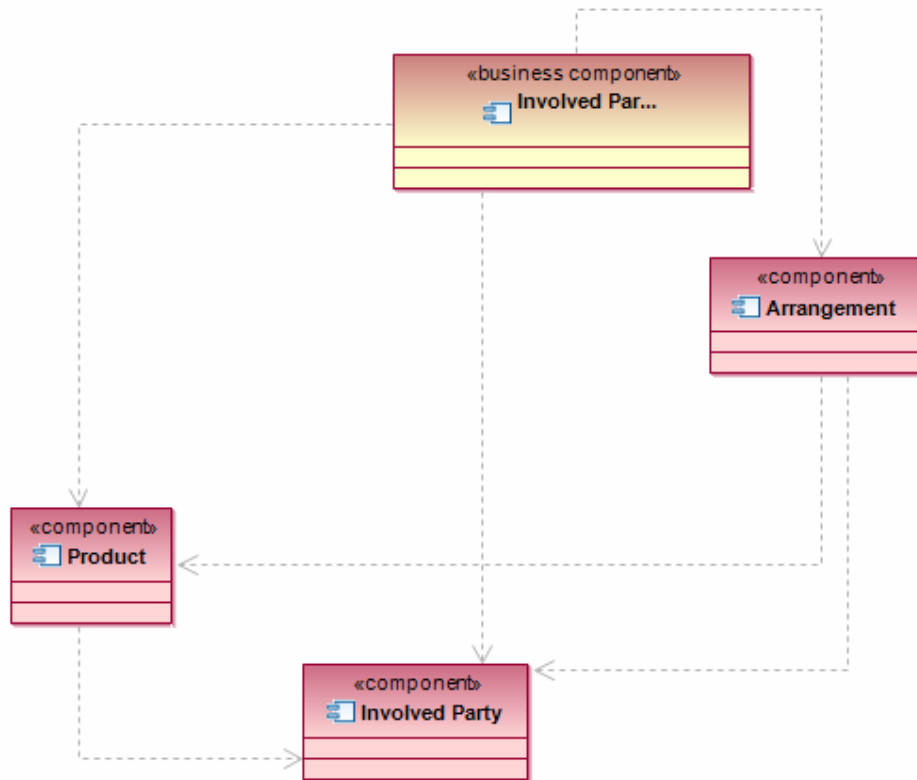 «business component»
Involved Par...
«component»
Arrangement
«component»
Product
«component»
Involved Party